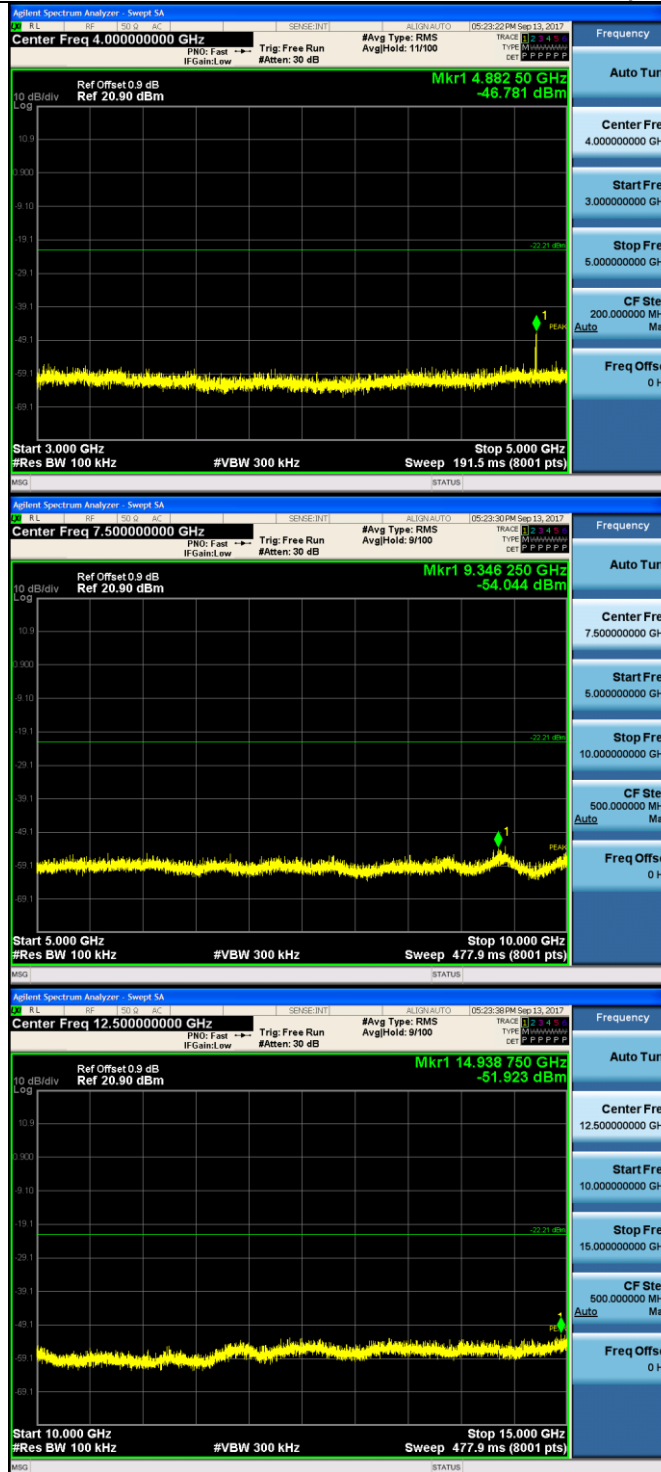 Agilent Spectrum Analyzer - Swept SA
RL RF 50 Ω AC SENSE:INT ALIGNAUTO 05:23:22PM Sep 13, 2017
Center Freq 4.000000000 GHz
PNO: Fast
IFGain:Low
Trig: Free Run
#Atten: 30 dB
#Avg Type: RMS
Avg|Hold: 11/100
TRACE 1 2 3 4 5 6
TYPE M
DET P P P P P P
Ref Offset 0.9 dB
Ref 20.90 dBm
10 dB/div
Log
Mkr1 4.882 50 GHz
-46.781 dBm
10.9
0.900
-9.10
-19.1
-29.1
-39.1
-49.1
-59.1
-69.1
-22.21 dBm
1
PEAK
Start 3.000 GHz
Stop 5.000 GHz
#Res BW 100 kHz #VBW 300 kHz Sweep 191.5 ms (8001 pts)
MSG STATUS
Frequency
Auto Tun
Center Fre
4.000000000 GH
Start Fre
3.000000000 GH
Stop Fre
5.000000000 GH
CF Ste
200.000000 MH
Auto Ma
Freq Offse
0 H
Agilent Spectrum Analyzer - Swept SA
RL RF 50 Ω AC SENSE:INT ALIGNAUTO 05:23:30PM Sep 13, 2017
Center Freq 7.500000000 GHz
PNO: Fast
IFGain:Low
Trig: Free Run
#Atten: 30 dB
#Avg Type: RMS
Avg|Hold: 9/100
TRACE 1 2 3 4 5 6
TYPE M
DET P P P P P P
Ref Offset 0.9 dB
Ref 20.90 dBm
10 dB/div
Log
Mkr1 9.346 250 GHz
-54.044 dBm
10.9
0.900
-9.10
-19.1
-29.1
-39.1
-49.1
-59.1
-69.1
-22.21 dBm
1
PEAK
Start 5.000 GHz
Stop 10.000 GHz
#Res BW 100 kHz #VBW 300 kHz Sweep 477.9 ms (8001 pts)
MSG STATUS
Frequency
Auto Tun
Center Fre
7.500000000 GH
Start Fre
5.000000000 GH
Stop Fre
10.000000000 GH
CF Ste
500.000000 MH
Auto Ma
Freq Offse
0 H
Agilent Spectrum Analyzer - Swept SA
RL RF 50 Ω AC SENSE:INT ALIGNAUTO 05:23:38PM Sep 13, 2017
Center Freq 12.500000000 GHz
PNO: Fast
IFGain:Low
Trig: Free Run
#Atten: 30 dB
#Avg Type: RMS
Avg|Hold: 9/100
TRACE 1 2 3 4 5 6
TYPE M
DET P P P P P P
Ref Offset 0.9 dB
Ref 20.90 dBm
10 dB/div
Log
Mkr1 14.938 750 GHz
-51.923 dBm
10.9
0.900
-9.10
-19.1
-29.1
-39.1
-49.1
-59.1
-69.1
-22.21 dBm
1
Start 10.000 GHz
Stop 15.000 GHz
#Res BW 100 kHz #VBW 300 kHz Sweep 477.9 ms (8001 pts)
MSG STATUS
Frequency
Auto Tun
Center Fre
12.500000000 GH
Start Fre
10.000000000 GH
Stop Fre
15.000000000 GH
CF Ste
500.000000 MH
Auto Ma
Freq Offse
0 H